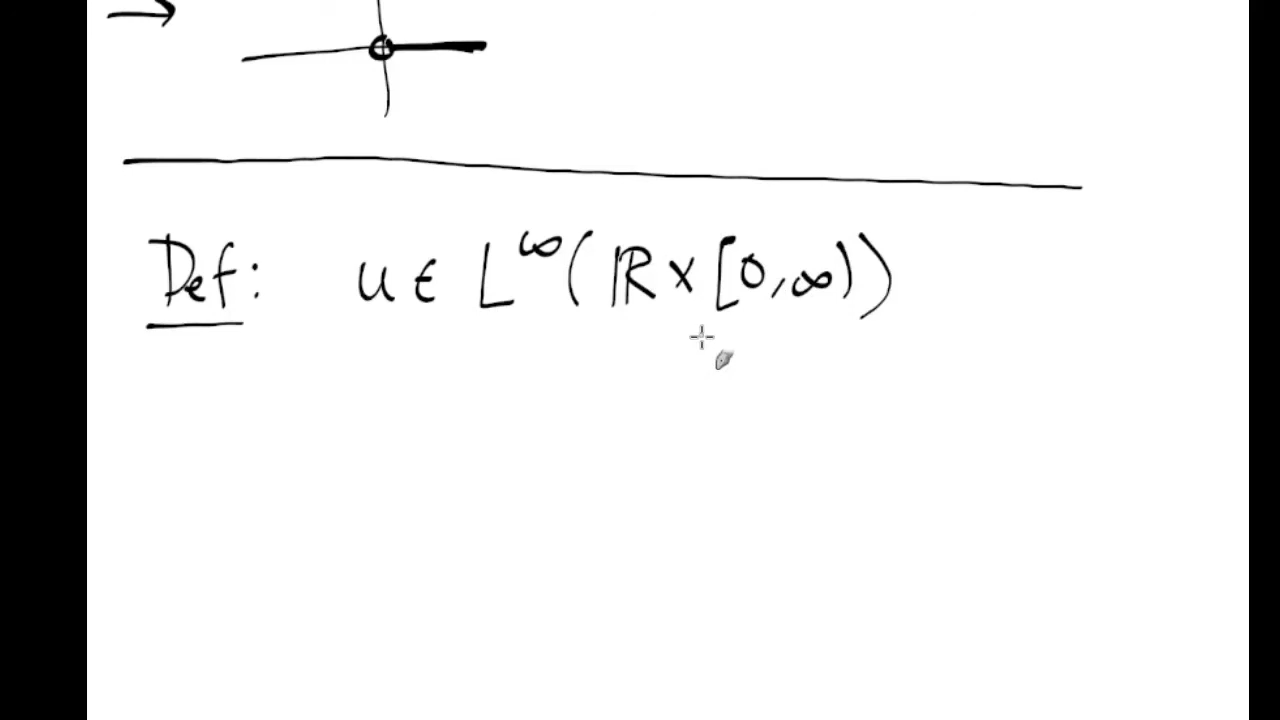 Def: u ∈ L^∞(ℝ × [0,∞))